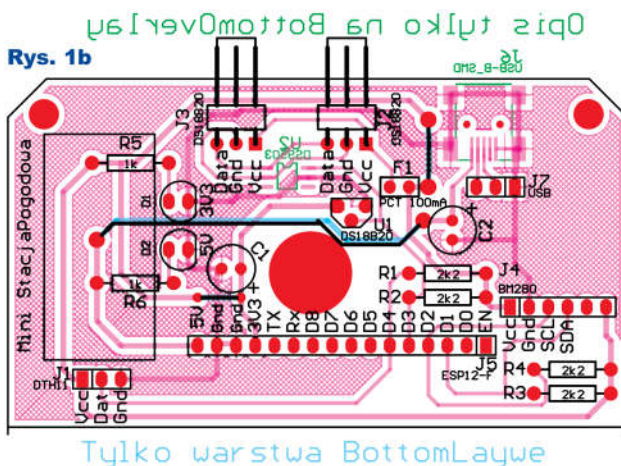 Opis tylko na BottomOverlay
Rys. 1b
J6
USB-B_SMD
J3
DS18B20
J2
DS18B20
U2
Data
Gnd
Vcc
Data
Gnd
Vcc
R5
1k
D1
3V3
D2
5V
F1
PCT 100mA
J7
USB
U1
DS18B20
C1
+
C2
+
R6
1k
Mini StacjaPogodowa
R1
2k2
R2
2k2
J4
BM280
Vcc
Gnd
SCL
SDA
5V
Gnd
Gnd
3V3
TX
Rx
D8
D7
D6
D5
D4
D3
D2
D1
D0
EN
J5
ESP12-F
J1
DTH11
Vcc
Dat
Gnd
R4
2k2
R3
2k2
Tylko warstwa BottomLaywe